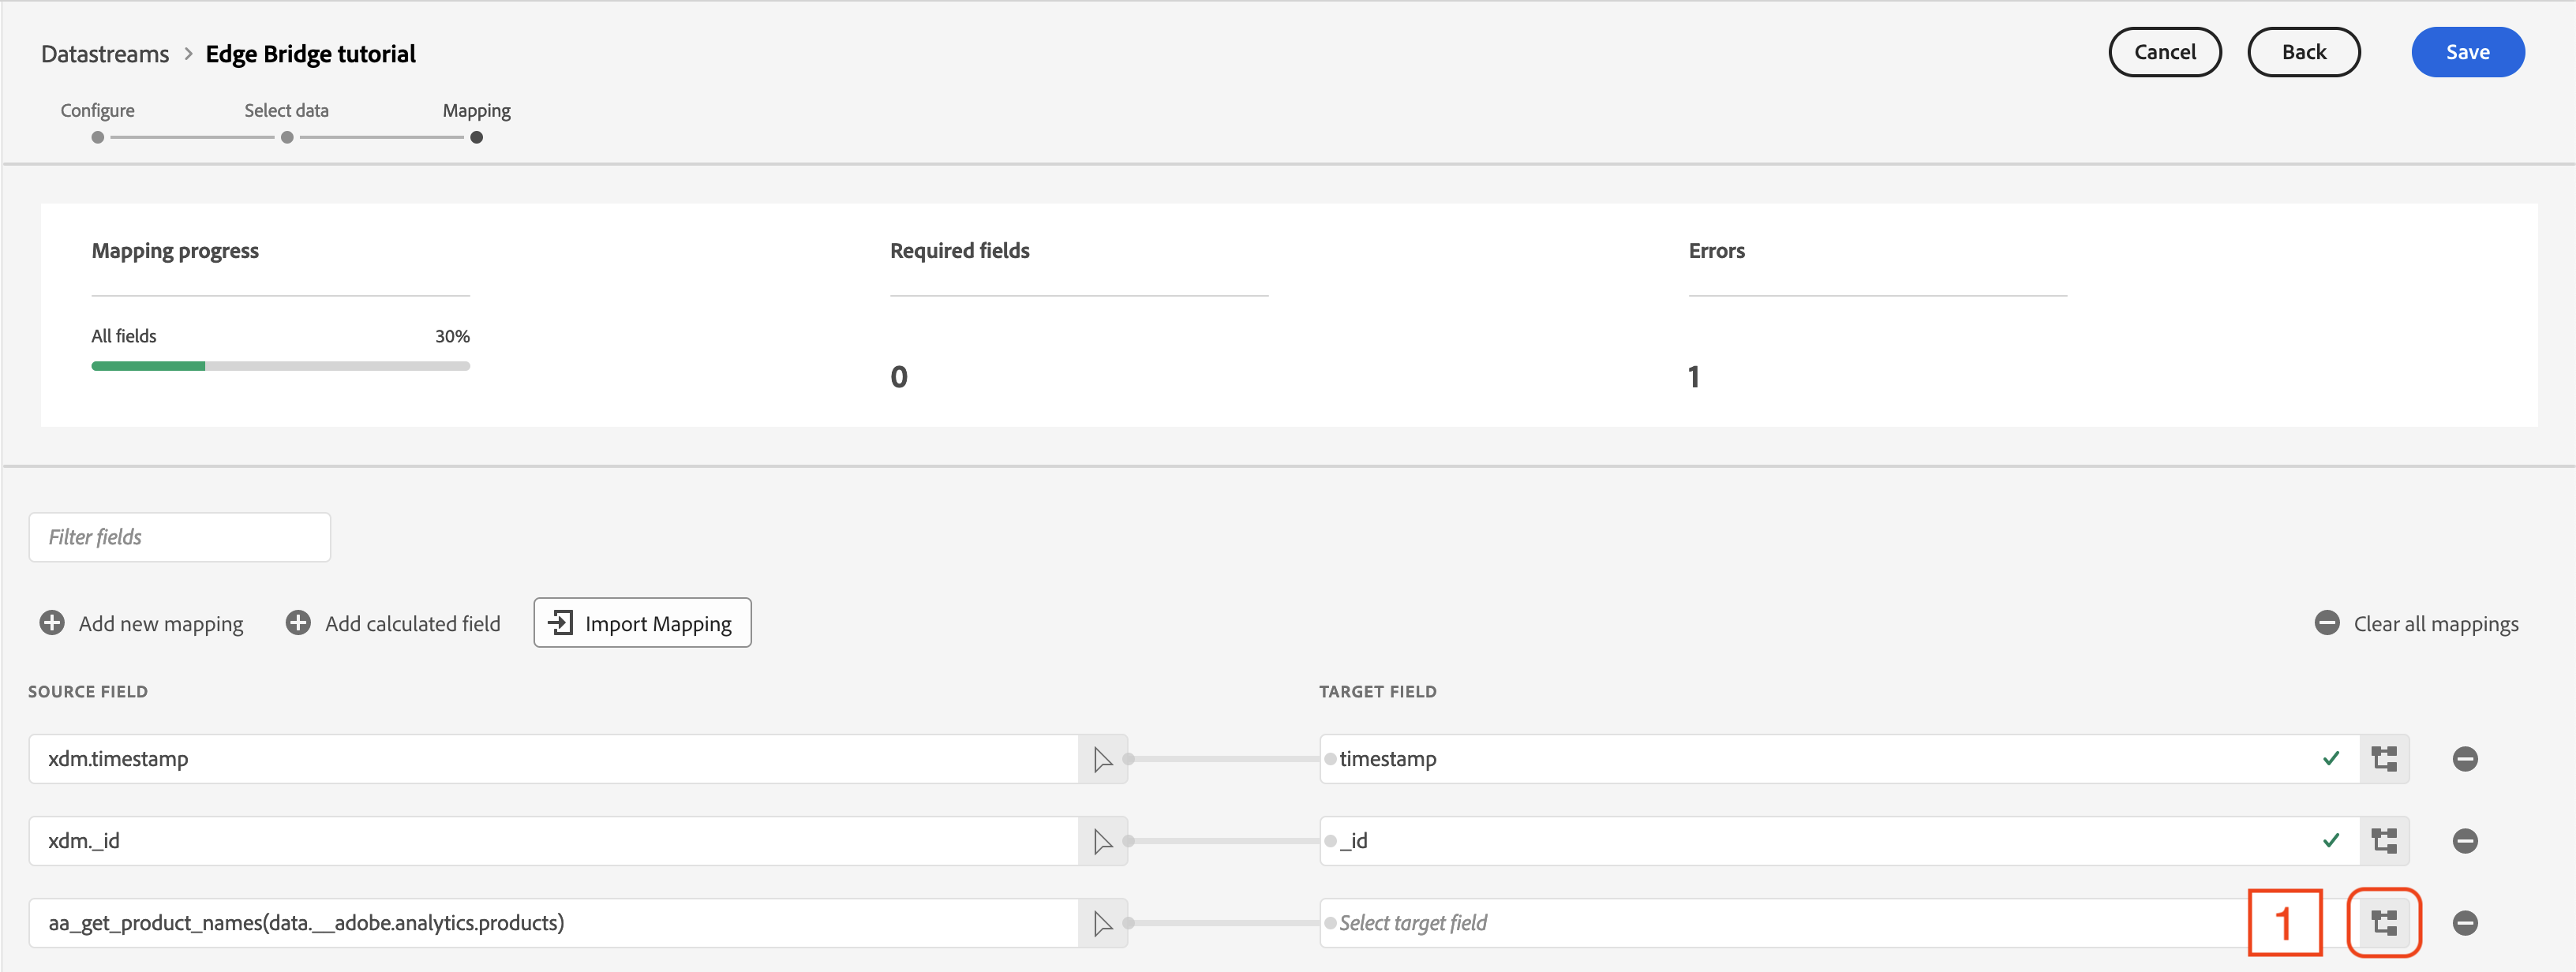 Datastreams > Edge Bridge tutorial
Cancel
Back
Save
Configure
Select data
Mapping
Mapping progress
Required fields
Errors
All fields 30%
0
1
Filter fields
Add new mapping
Add calculated field
Import Mapping
Clear all mappings
SOURCE FIELD
TARGET FIELD
xdm.timestamp
timestamp
xdm._id
_id
aa_get_product_names(data.__adobe.analytics.products)
Select target field
1